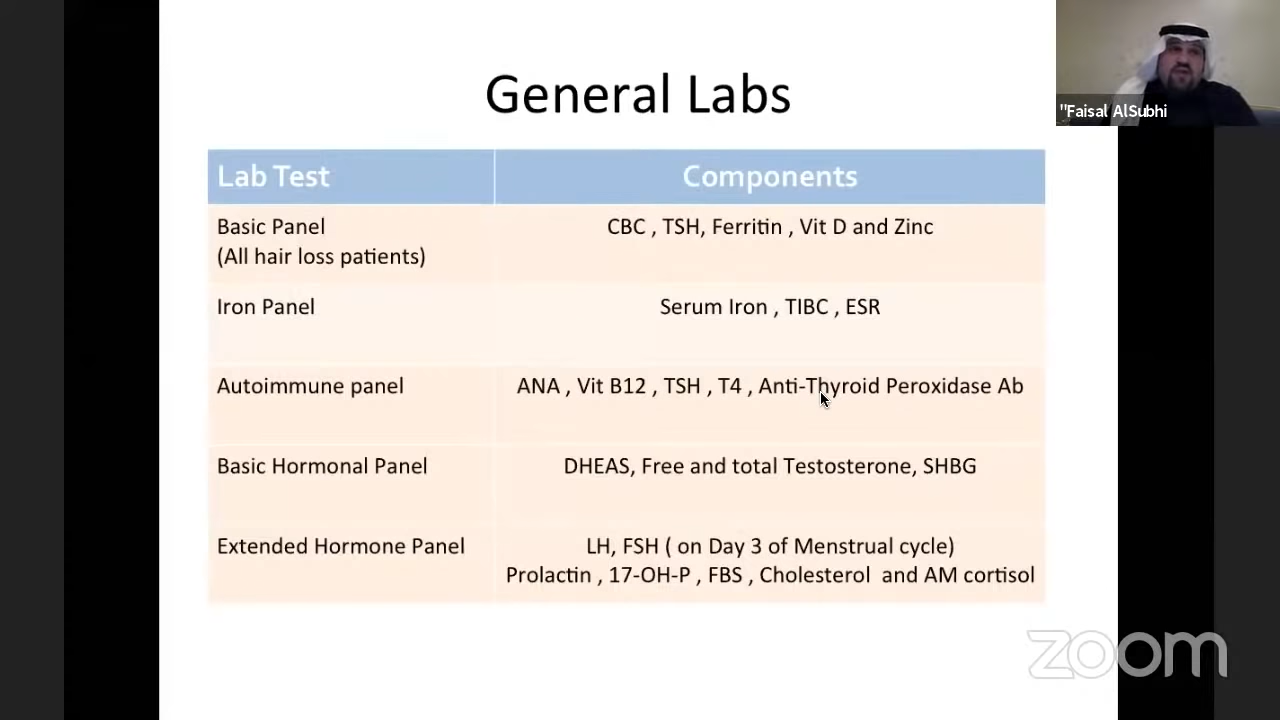 General Labs
"Faisal AlSubhi
Lab Test
Components
Basic Panel
(All hair loss patients)
CBC , TSH, Ferritin , Vit D and Zinc
Iron Panel
Serum Iron , TIBC , ESR
Autoimmune panel
ANA , Vit B12 , TSH , T4 , Anti-Thyroid Peroxidase Ab
Basic Hormonal Panel
DHEAS, Free and total Testosterone, SHBG
Extended Hormone Panel
LH, FSH ( on Day 3 of Menstrual cycle)
Prolactin , 17-OH-P , FBS , Cholesterol and AM cortisol
zoom